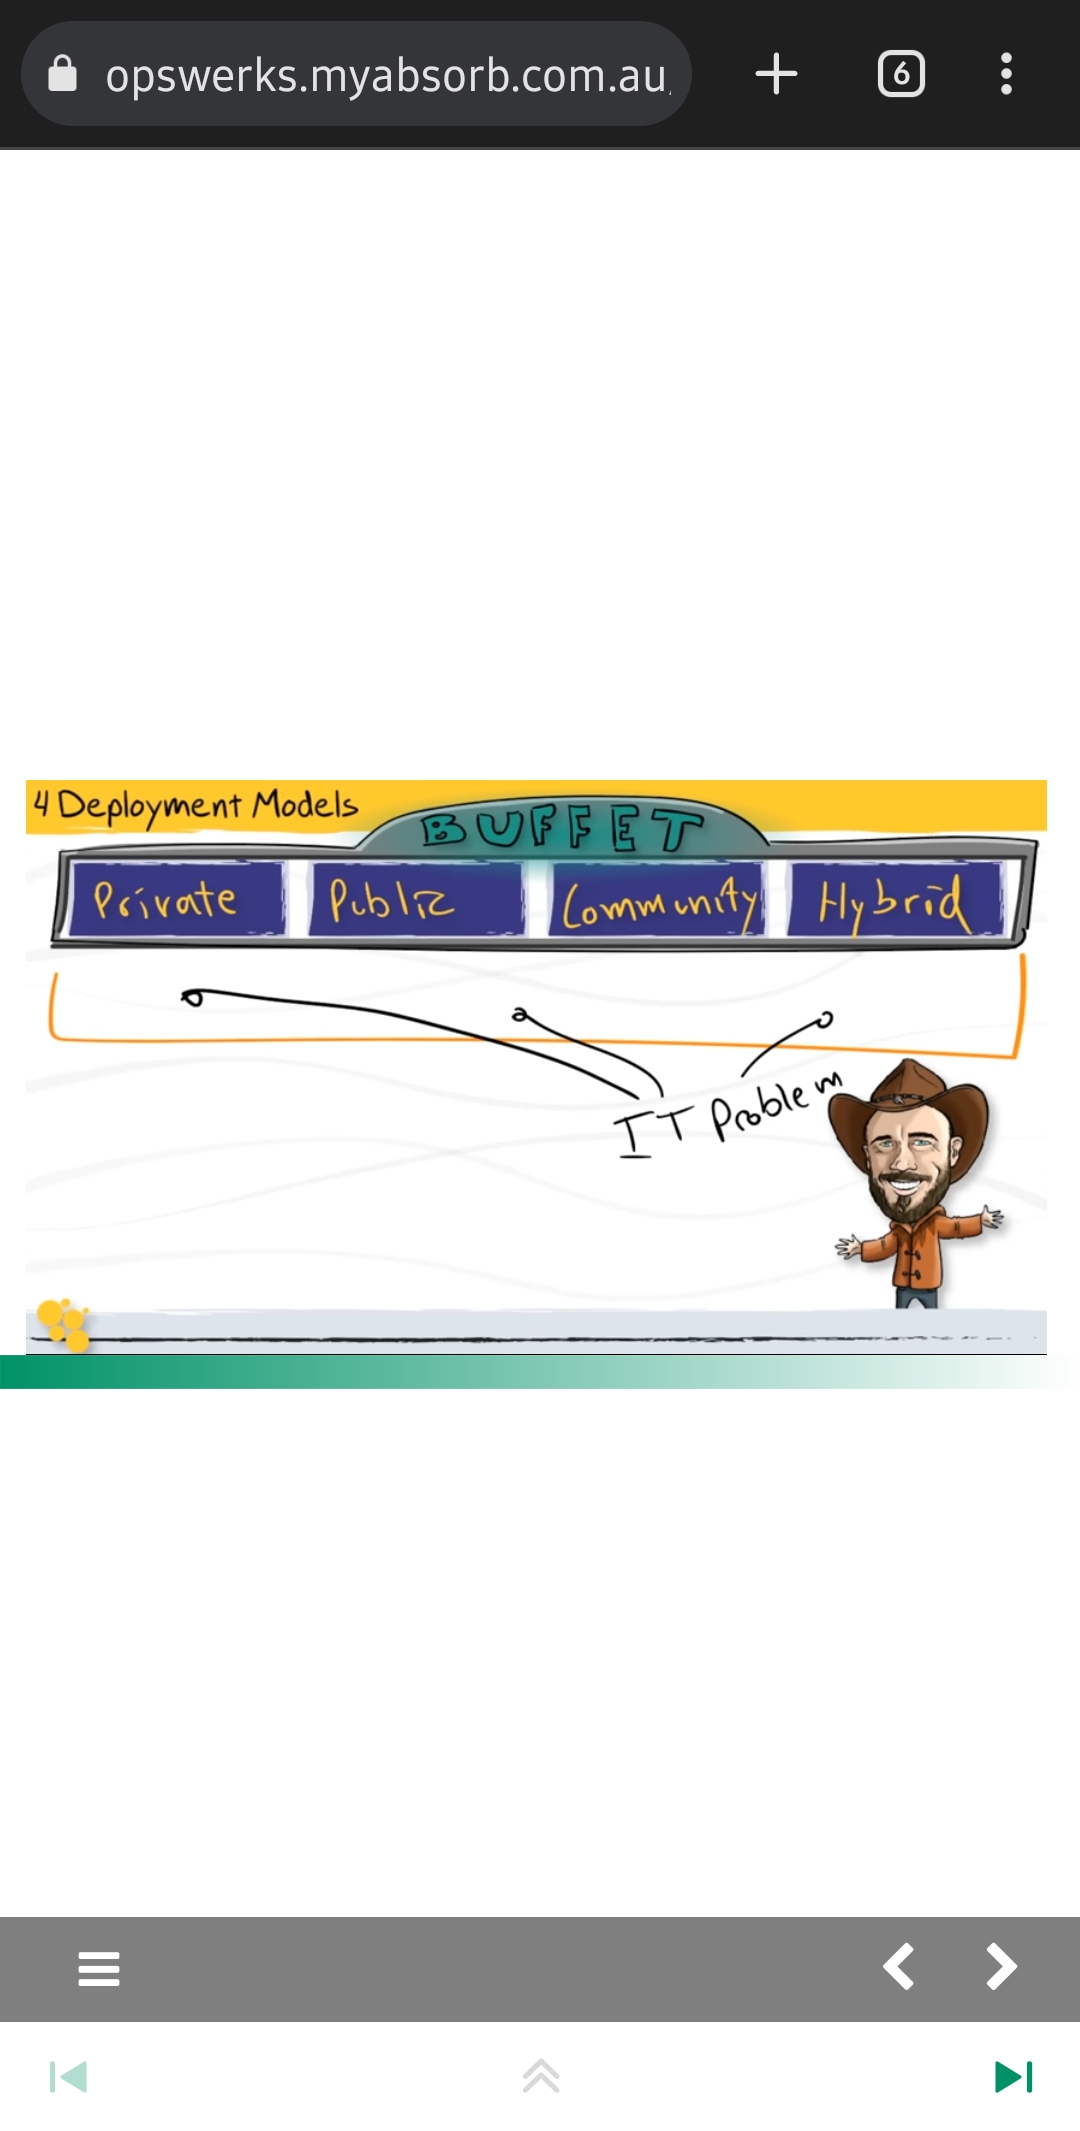 opswerks.myabsorb.com.au
6
4 Deployment Models
BUFFET
Private Public Community Hybrid
IT Problem